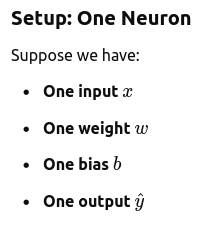 Setup: One Neuron
Suppose we have:
• One input x
• One weight w
• One bias b
• One output ŷ